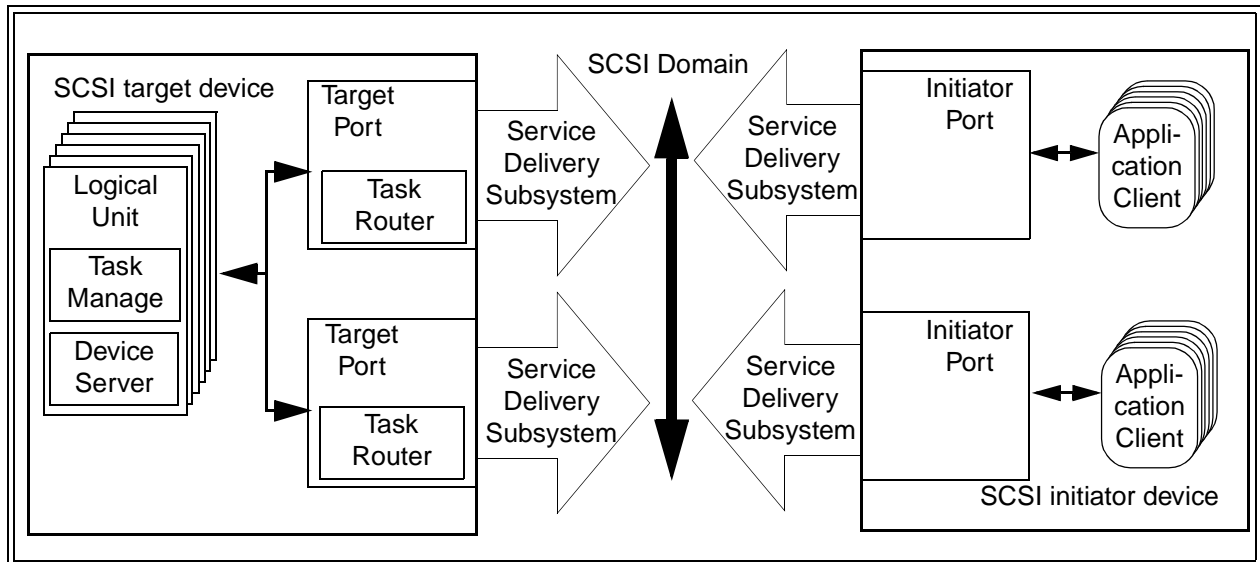 SCSI Domain
SCSI target device
Logical
Unit
Task
Manage
Device
Server
Target
Port
Task
Router
Target
Port
Task
Router
Service
Delivery
Subsystem
Service
Delivery
Subsystem
Service
Delivery
Subsystem
Service
Delivery
Subsystem
Initiator
Port
Appli-
cation
Client
Initiator
Port
Appli-
cation
Client
SCSI initiator device